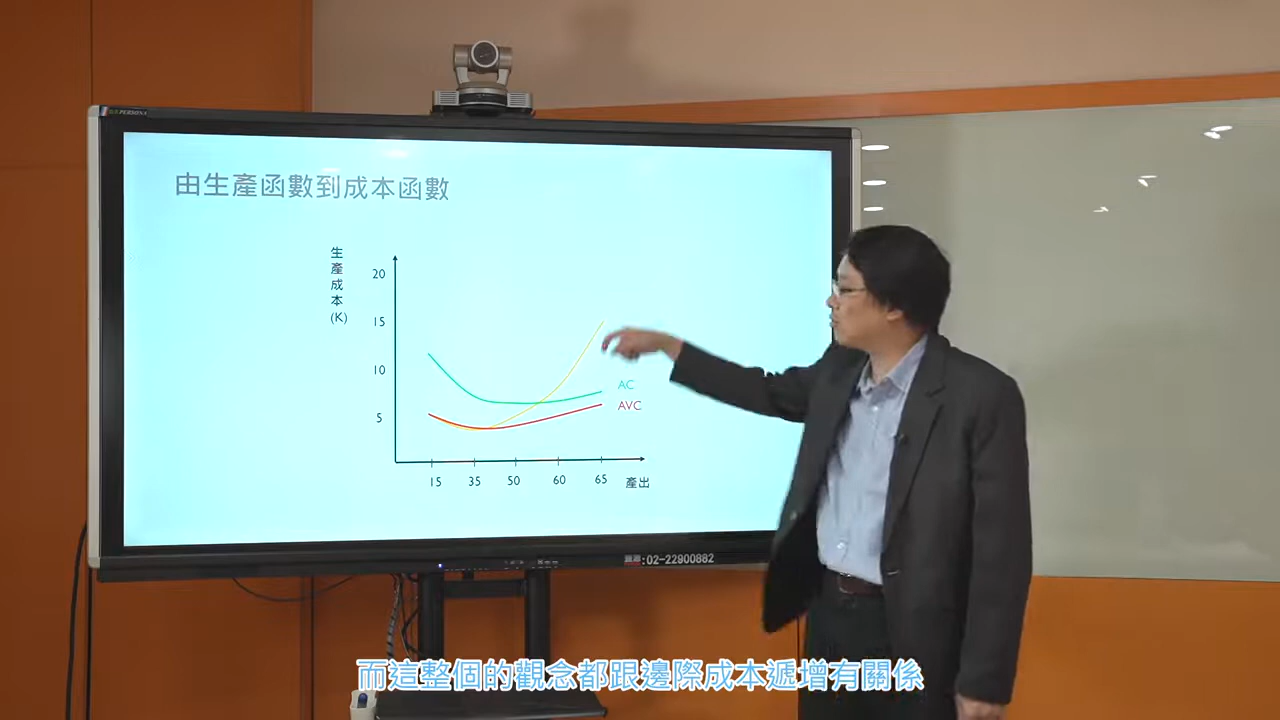 由生產函數到成本函數
生產成本(K)
20
15
10
5
AC
AVC
15 35 50 60 65 產出
:02-22900882
而這整個的觀念都跟邊際成本遞增有關係